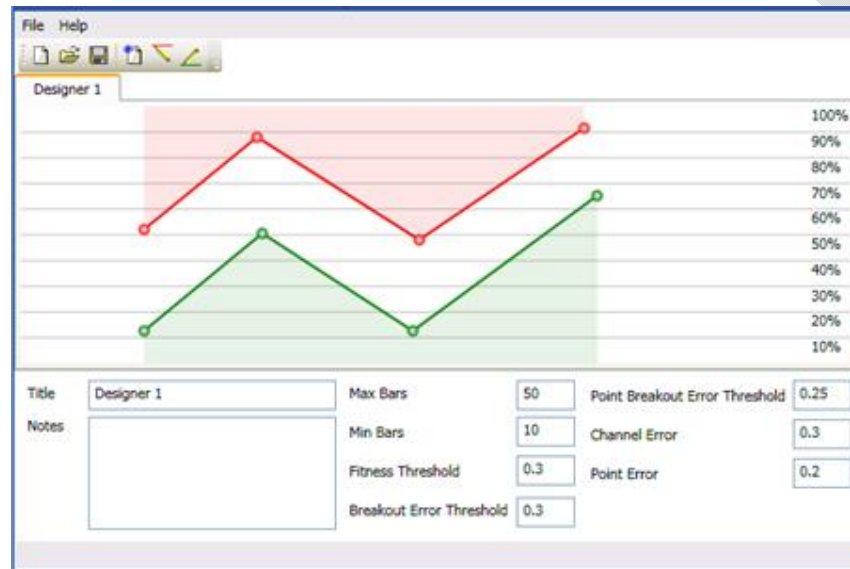 File Help
Designer 1
100%
90%
80%
70%
60%
50%
40%
30%
20%
10%
Title Designer 1 Max Bars 50 Point Breakout Error Threshold 0.25
Notes Min Bars 10 Channel Error 0.3
Fitness Threshold 0.3 Point Error 0.2
Breakout Error Threshold 0.3